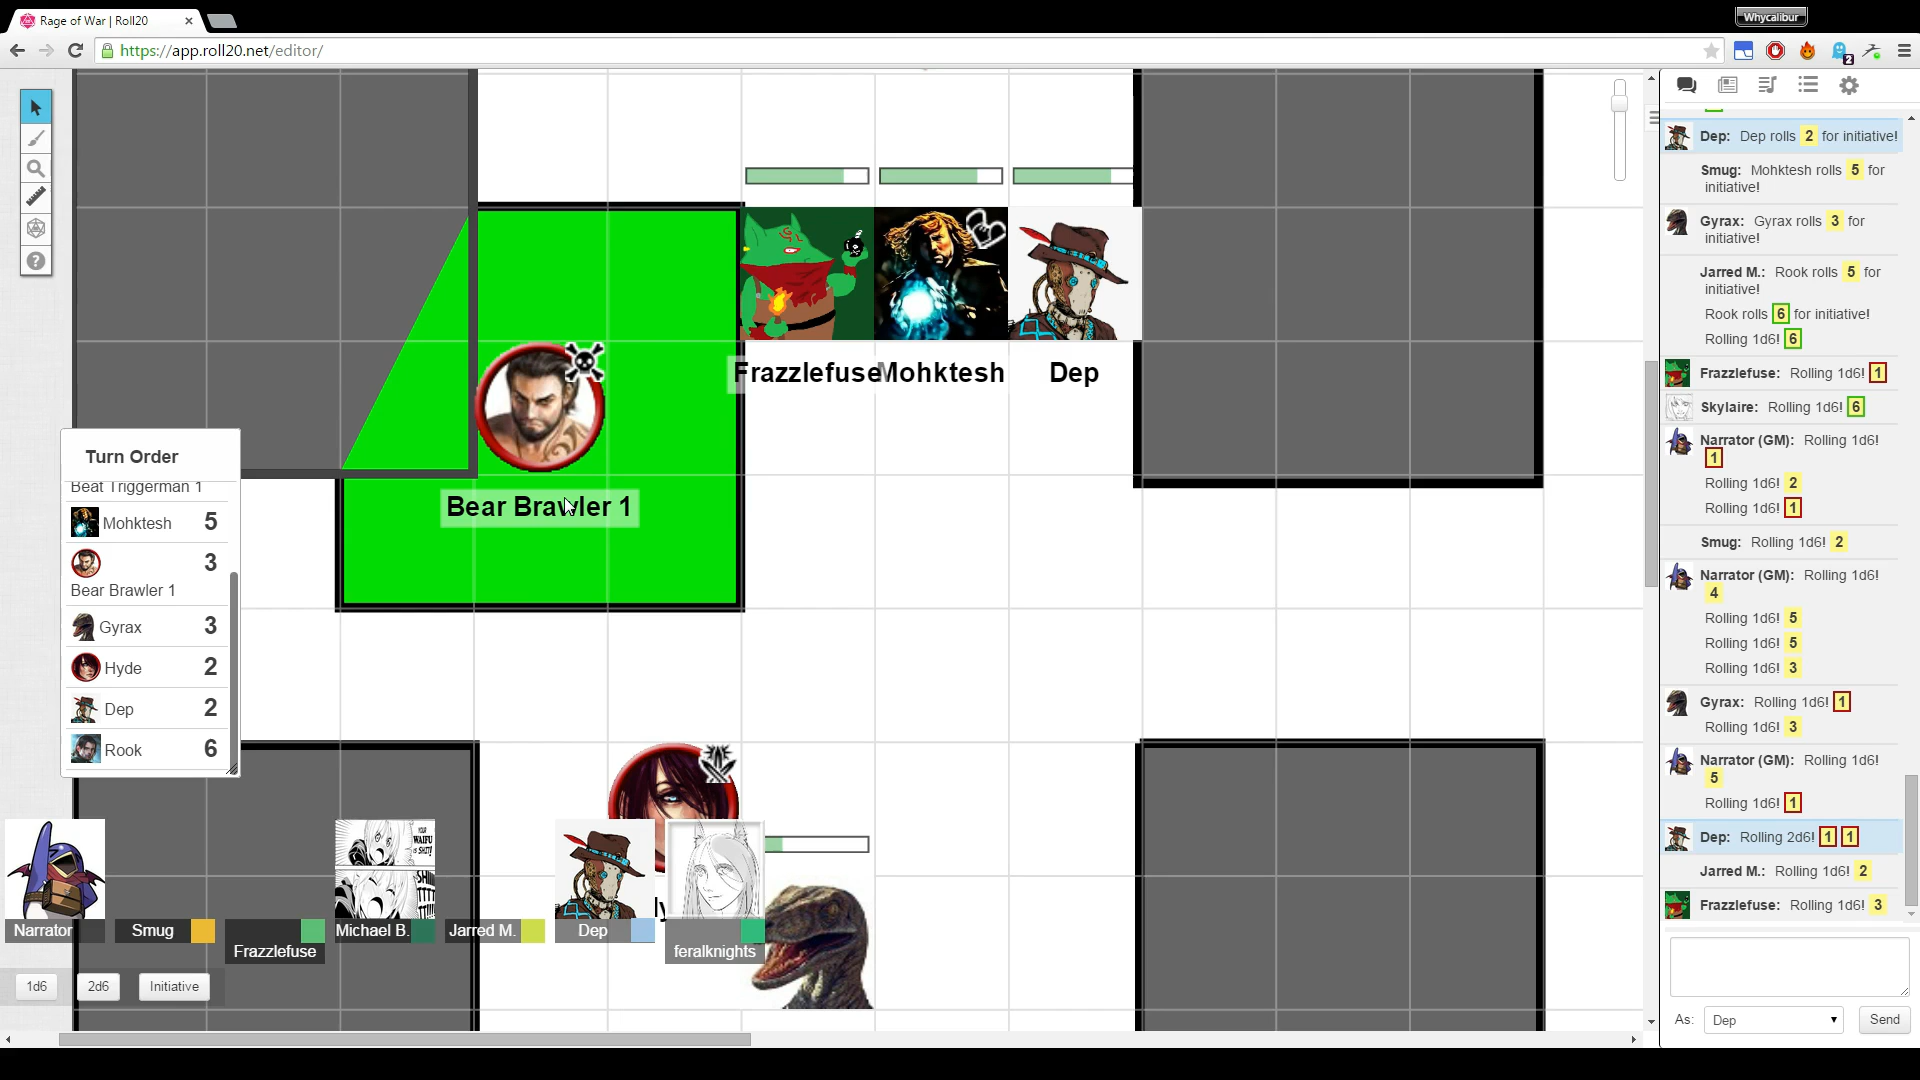 Rage of War | Roll20
Whycalibur
https://app.roll20.net/editor/
2
Dep: Dep rolls 2 for initiative!
Smug: Mohktesh rolls 5 for
initiative!
Gyrax: Gyrax rolls 3 for
initiative!
Jarred M.: Rook rolls 5 for
initiative!
Rook rolls 6 for initiative!
Rolling 1d6! 6
Frazzlefuse: Rolling 1d6! 1
Skylaire: Rolling 1d6! 6
Narrator (GM): Rolling 1d6!
1
Rolling 1d6! 2
Rolling 1d6! 1
Smug: Rolling 1d6! 2
Narrator (GM): Rolling 1d6!
4
Rolling 1d6! 5
Rolling 1d6! 5
Rolling 1d6! 3
Gyrax: Rolling 1d6! 1
Rolling 1d6! 3
Narrator (GM): Rolling 1d6!
5
Rolling 1d6! 1
Dep: Rolling 2d6! 1 1
Jarred M.: Rolling 1d6! 2
Frazzlefuse: Rolling 1d6! 3
As: Dep Send
Frazzlefuse Mohktesh Dep
Bear Brawler 1
Turn Order
Beat Triggerman 1
Mohktesh 5
3
Bear Brawler 1
Gyrax 3
Hyde 2
Dep 2
Rook 6
YOUR
WAIFU
IS SHIT!
Narrator Smug Frazzlefuse Michael B. Jarred M. Dep feralknights
1d6 2d6 Initiative